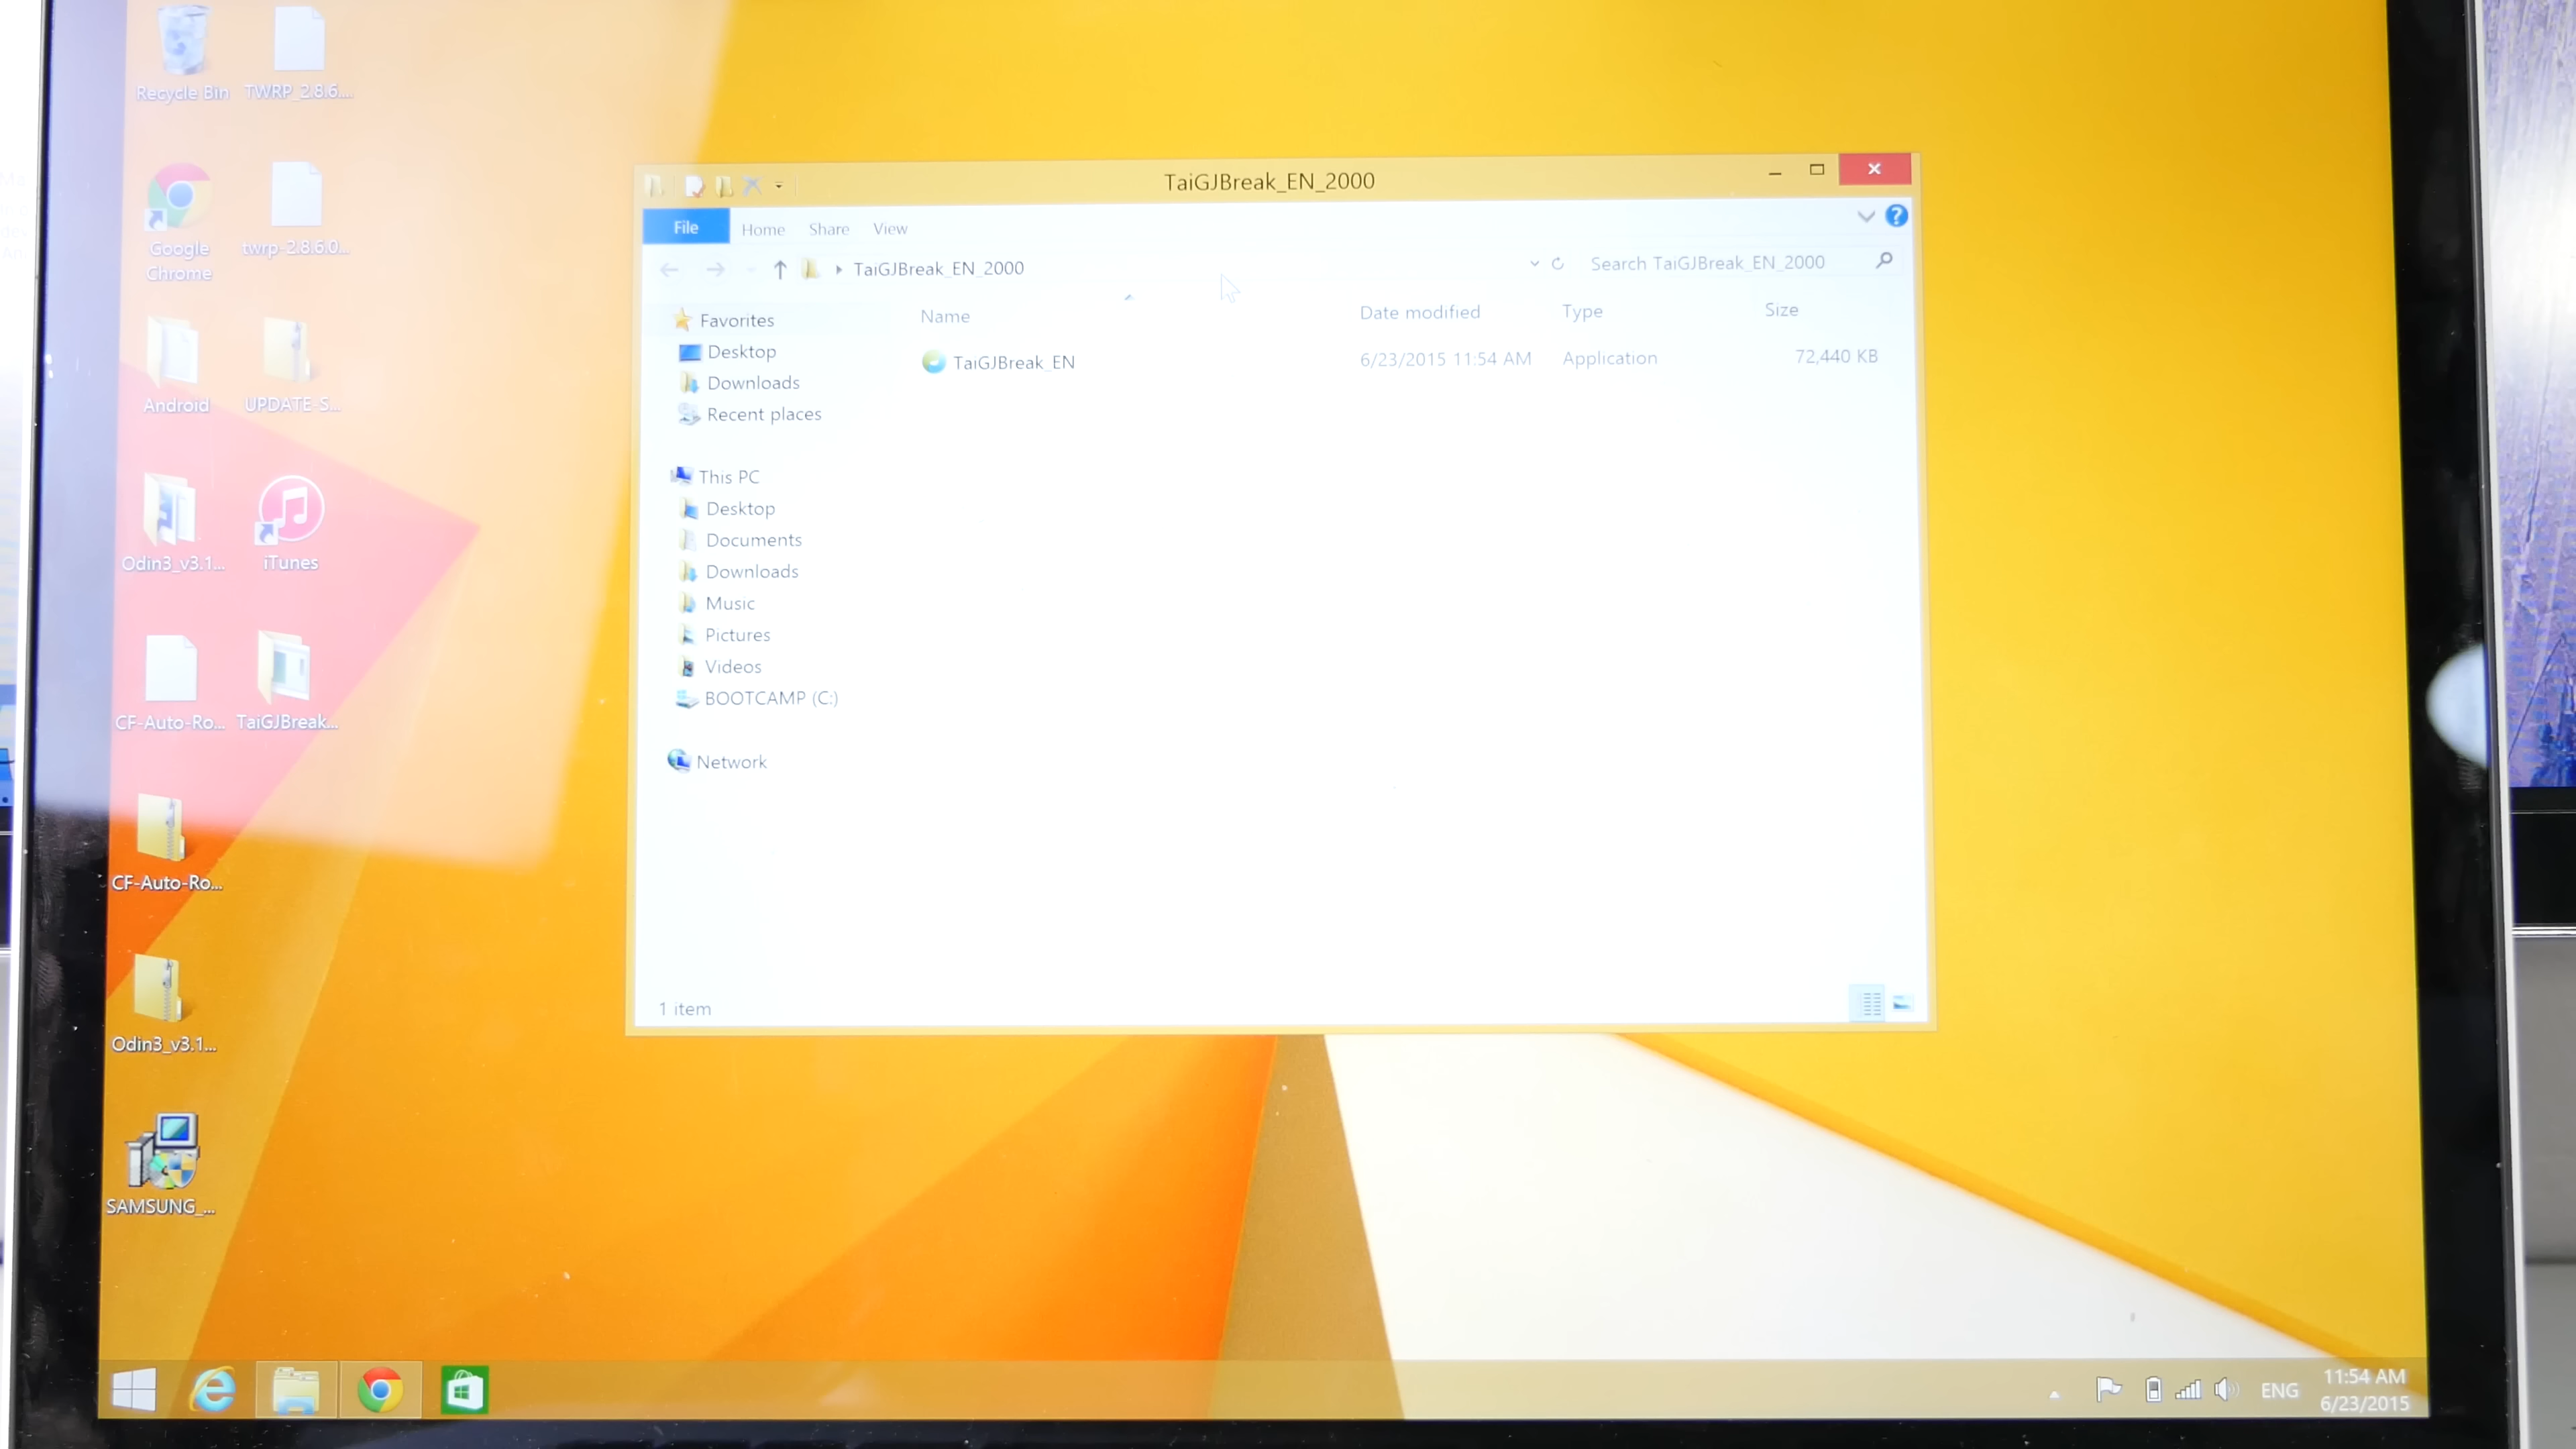 Recycle Bin
TWRP_2.8.6....
Google
Chrome
twrp-2.8.6.0...
Android
UPDATE-S...
Odin3_v3.1...
iTunes
CF-Auto-Ro...
TaiGJBreak...
CF-Auto-Ro...
Odin3_v3.1...
SAMSUNG_...
TaiGJBreak_EN_2000
File
Home
Share
View
TaiGJBreak_EN_2000
Search TaiGJBreak_EN_2000
Favorites
Desktop
Downloads
Recent places
This PC
Desktop
Documents
Downloads
Music
Pictures
Videos
BOOTCAMP (C:)
Network
Name
Date modified
Type
Size
TaiGJBreak_EN
6/23/2015 11:54 AM
Application
72,440 KB
1 item
ENG
11:54 AM
6/23/2015